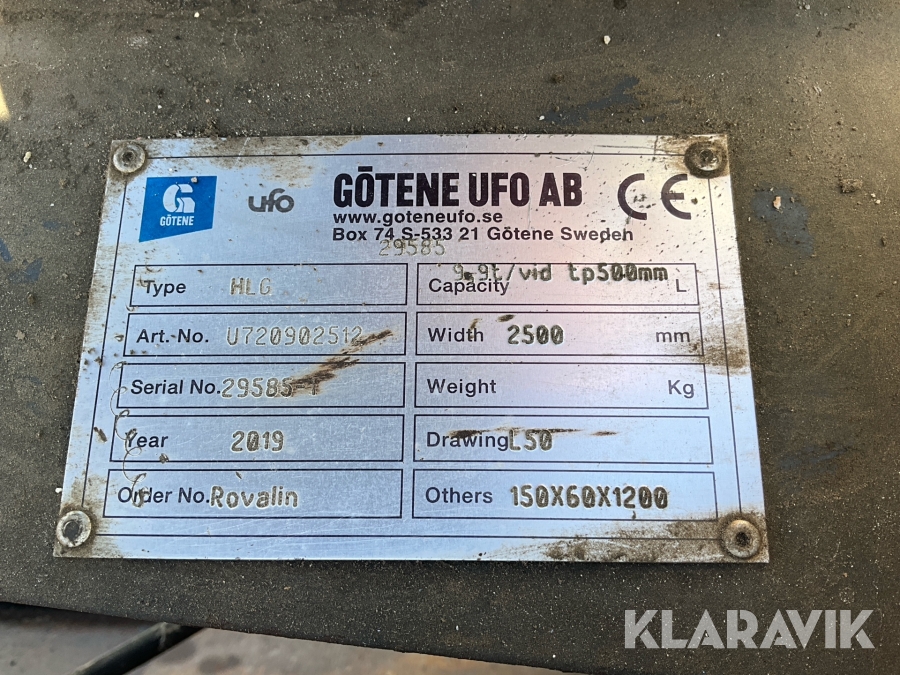 G
GÖTENE
ufo
GÖTENE UFO AB
CE
www.goteneufo.se
Box 74 S-533 21 Götene Sweden
29585
9.9t/vid tp500mm
Type HLG
Capacity L
Art.-No. U720902512
Width 2500 mm
Serial No. 29585-1
Weight Kg
Year 2019
Drawing L50
Order No. Rovalin
Others 150X60X1200
KLARAVIK